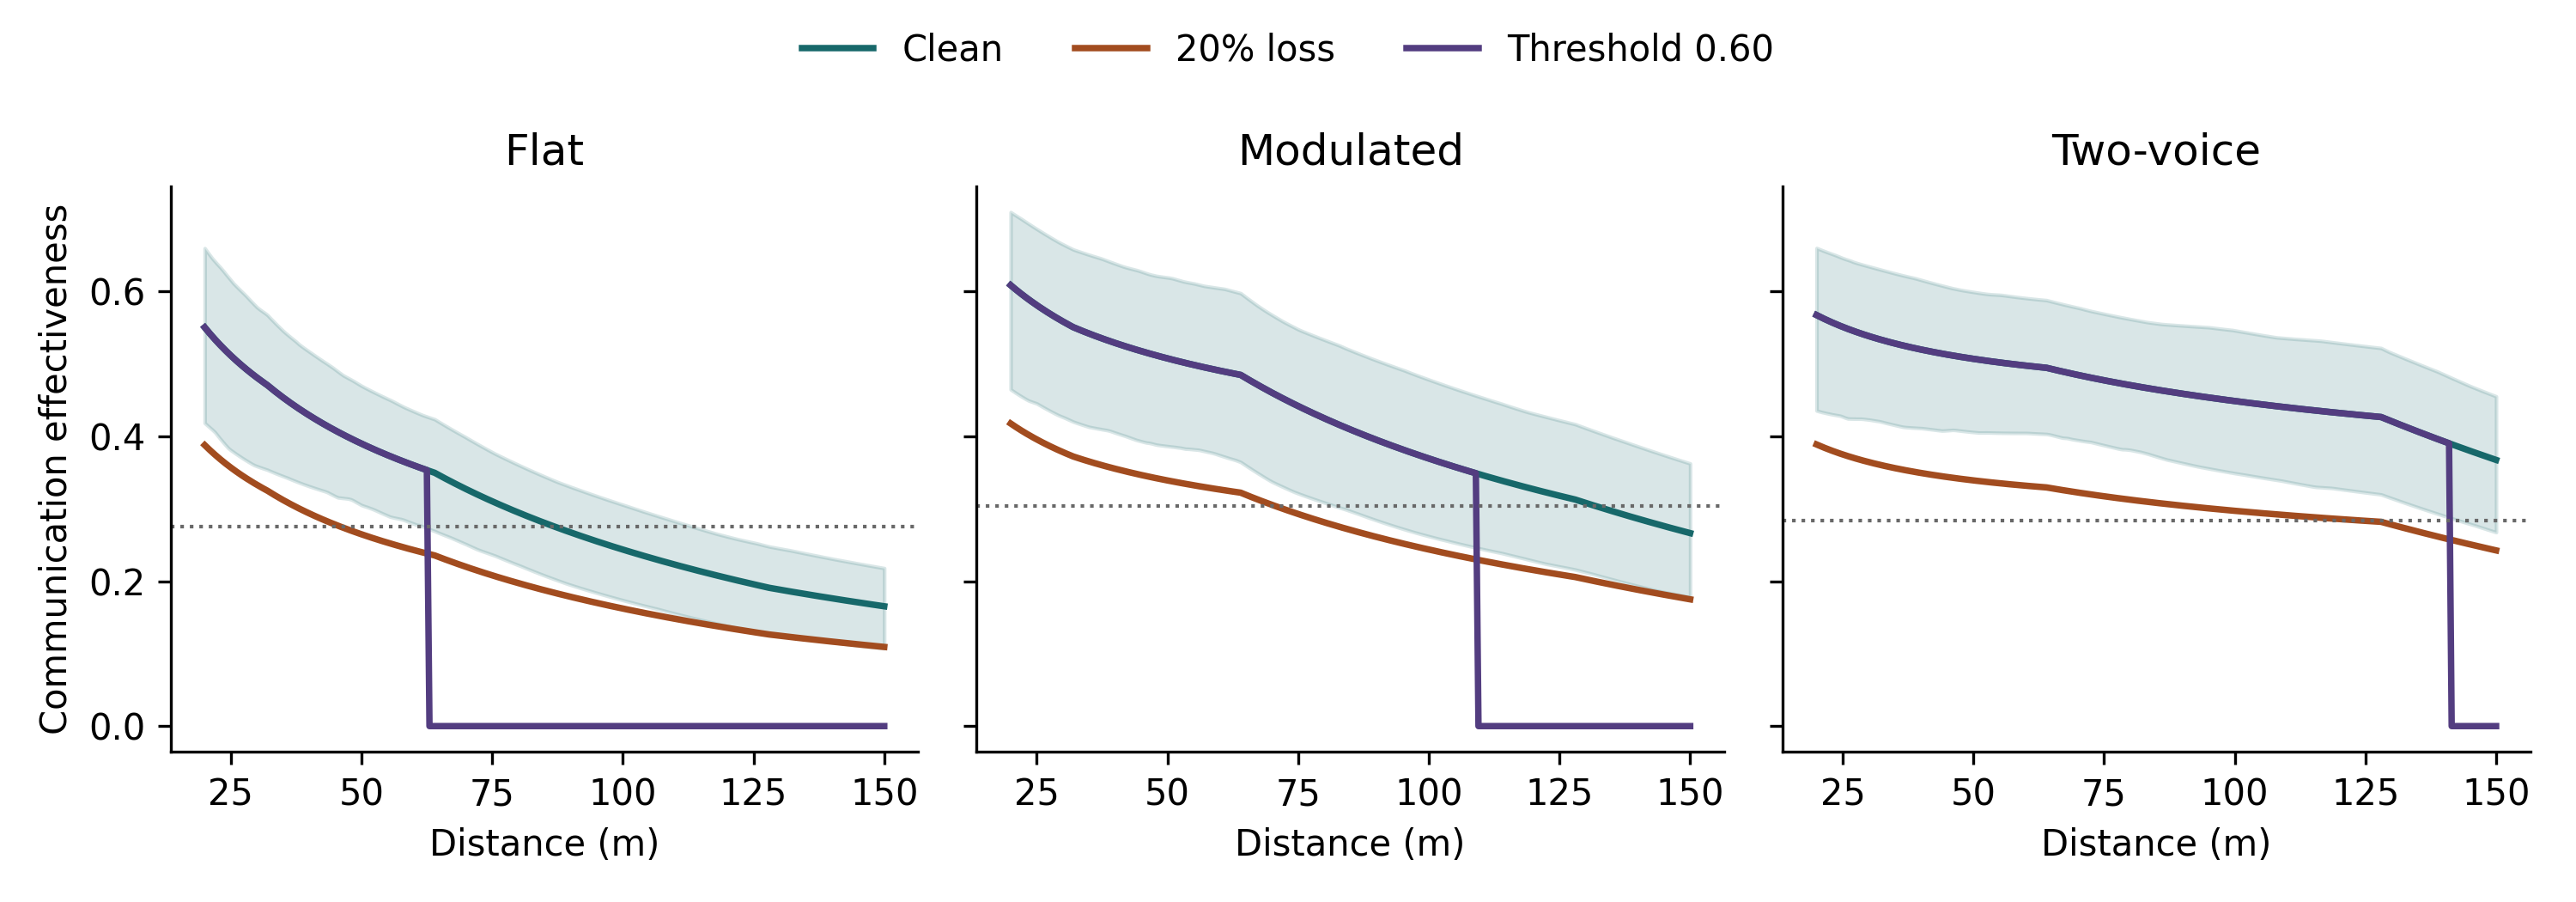 Clean 20% loss Threshold 0.60
Flat Modulated Two-voice
Communication effectiveness
0.6
0.4
0.2
0.0
25 50 75 100 125 150 25 50 75 100 125 150 25 50 75 100 125 150
Distance (m) Distance (m) Distance (m)